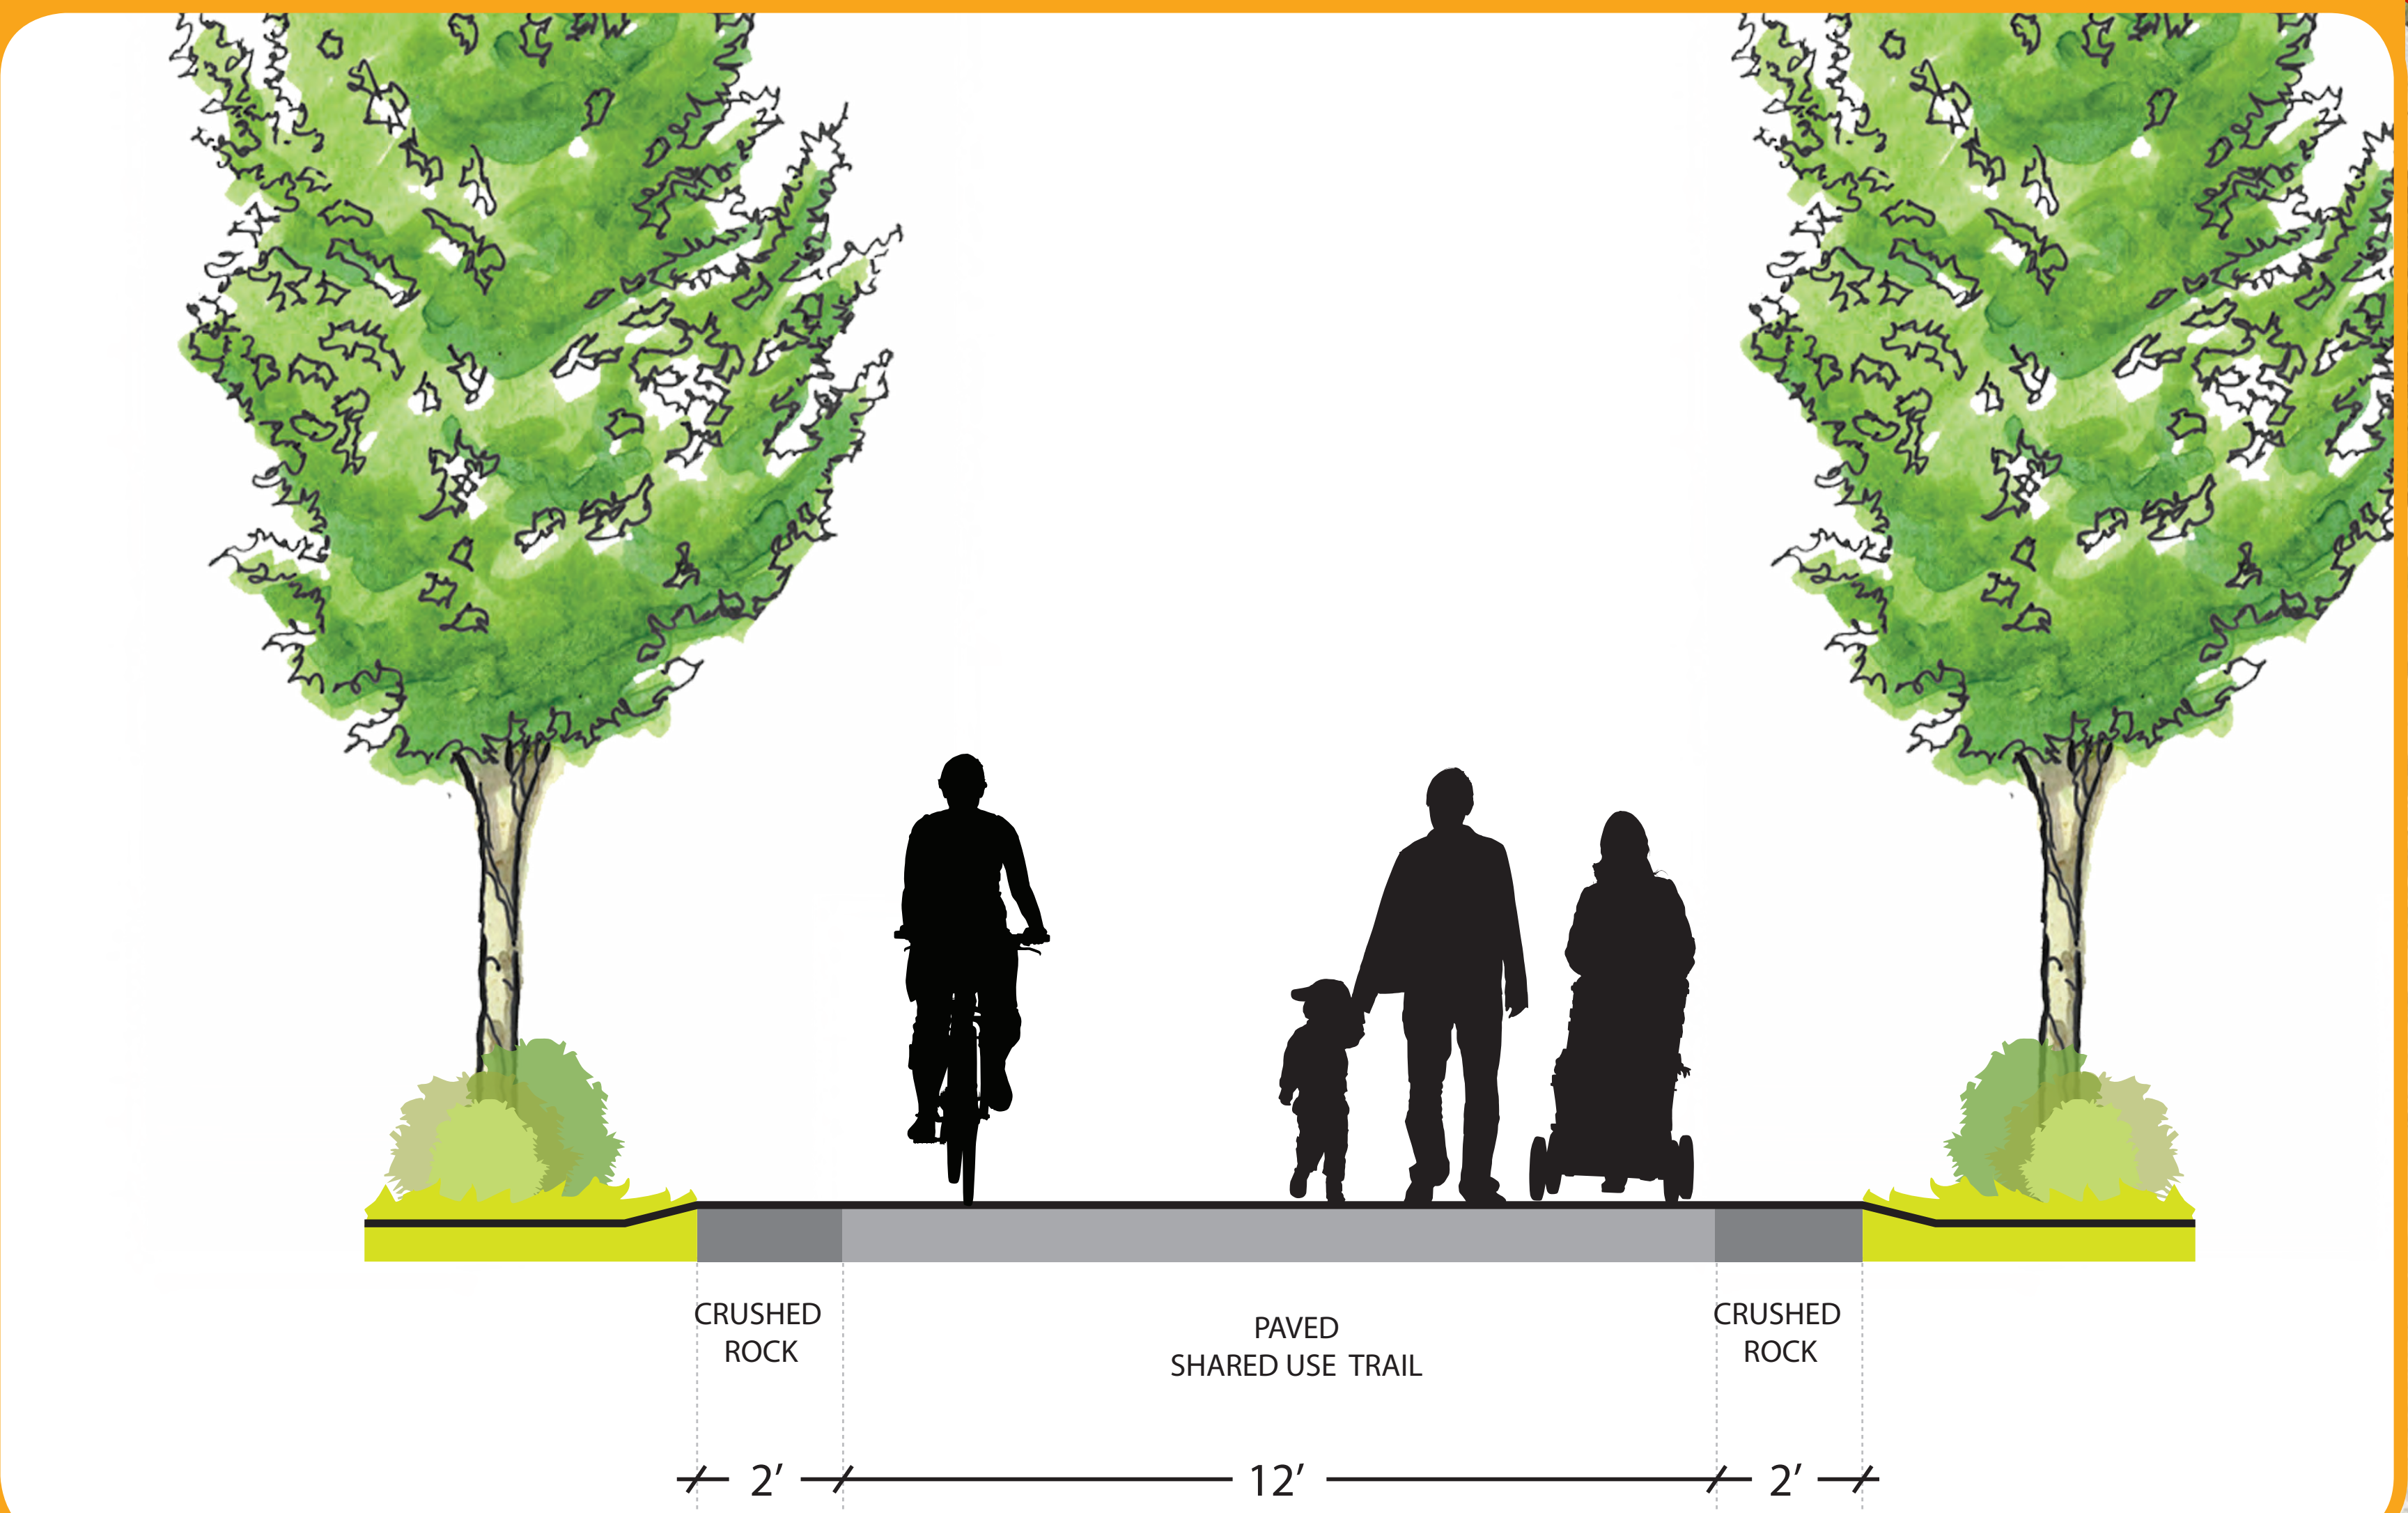 CRUSHED
ROCK
PAVED
SHARED USE TRAIL
CRUSHED
ROCK
2’
12’
2’